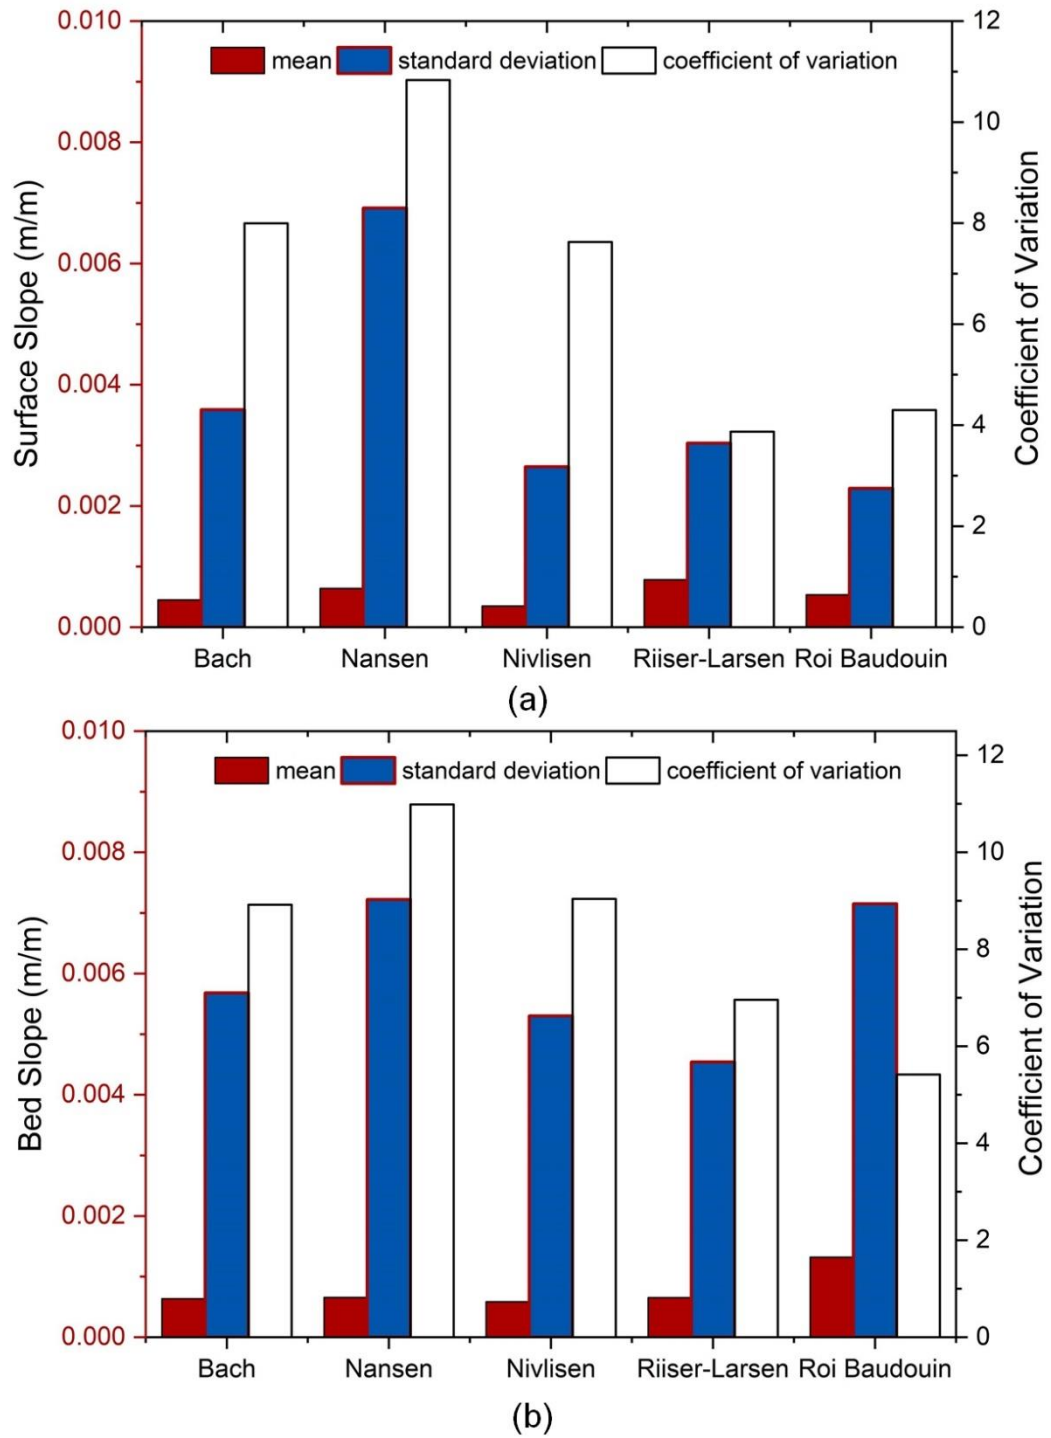 0.010
12
mean
standard deviation
coefficient of variation
0.008
10
0.006
8
Surface Slope (m/m)
Coefficient of Variation
6
0.004
4
0.002
2
0.000
0
Bach
Nansen
Nivlisen
Riiser-Larsen
Roi Baudouin
(a)
0.010
12
mean
standard deviation
coefficient of variation
0.008
10
8
0.006
Bed Slope (m/m)
Coefficient of Variation
6
0.004
4
0.002
2
0.000
0
Bach
Nansen
Nivlisen
Riiser-Larsen
Roi Baudouin
(b)